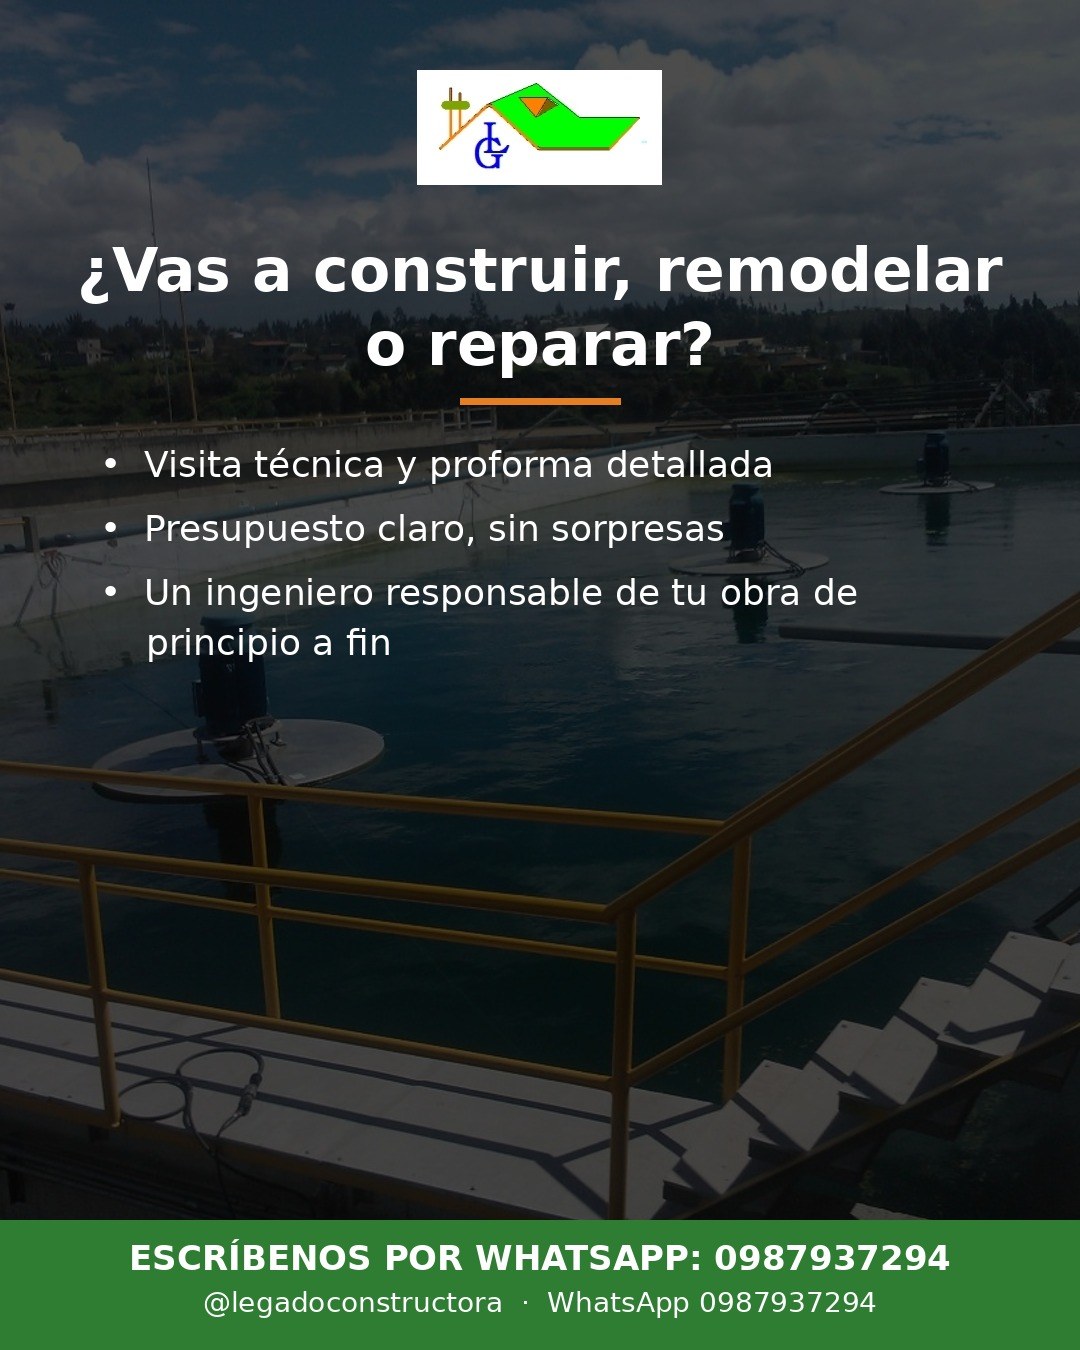 LG
¿Vas a construir, remodelar
o reparar?
• Visita técnica y proforma detallada
• Presupuesto claro, sin sorpresas
• Un ingeniero responsable de tu obra de
principio a fin
ESCRÍBENOS POR WHATSAPP: 0987937294
@legadoconstructora · WhatsApp 0987937294